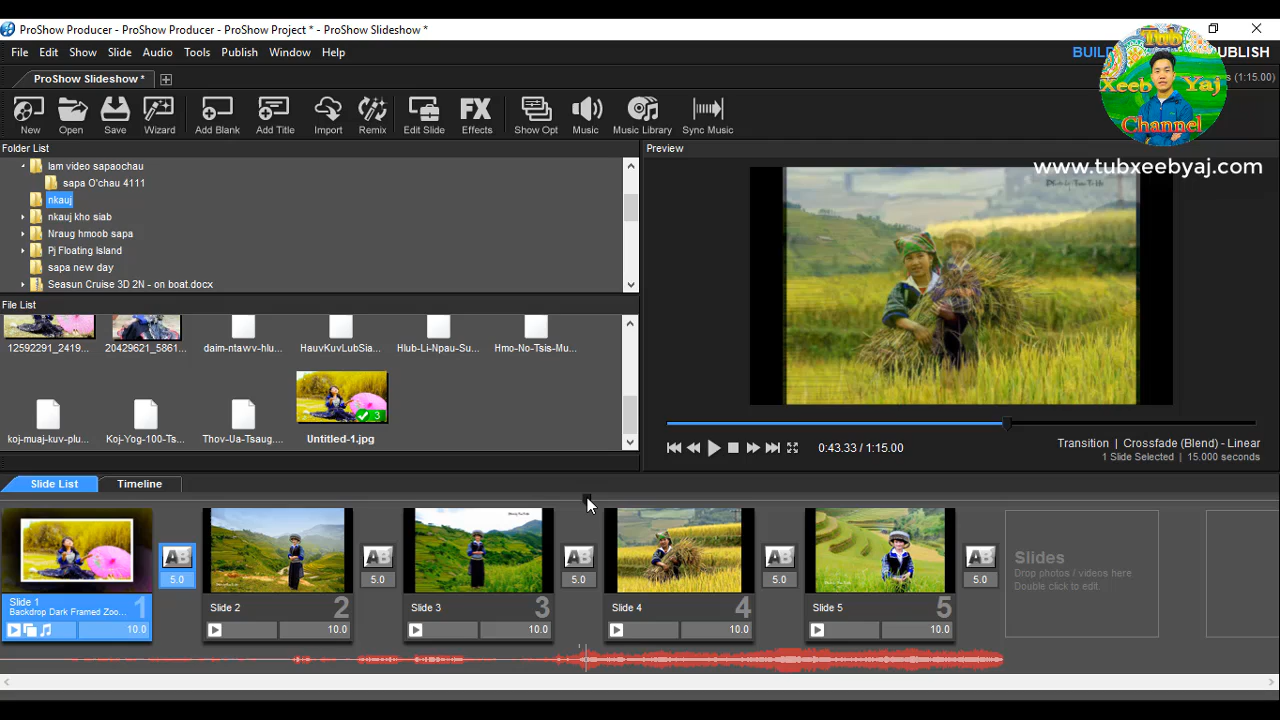 ProShow Producer - ProShow Producer - ProShow Project * - ProShow Slideshow *
File Edit Show Slide Audio Tools Publish Window Help
BUIL
UBLISH
ProShow Slideshow *
(1:15.00)
Tub
Xeeb Yaj
Channel
www.tubxeebyaj.com
New Open Save Wizard Add Blank Add Title Import Remix Edit Slide Effects Show Opt Music Music Library Sync Music
FX
Folder List
Preview
lam video sapaochau
sapa O'chau 4111
nkauj
nkauj kho siab
Nraug hmoob sapa
Pj Floating Island
sapa new day
Seasun Cruise 3D 2N - on boat.docx
File List
12592291_2419... 20429621_5861... daim-ntawv-hlu... HauvKuvLubSia... Hlub-Li-Npau-Su... Hmo-No-Tsis-Mu...
3
koj-muaj-kuv-plu... Koj-Yog-100-Ts... Thov-Ua-Tsaug.... Untitled-1.jpg
0:43.33 / 1:15.00
Transition | Crossfade (Blend) - Linear
1 Slide Selected | 15.000 seconds
Slide List Timeline
AB AB AB AB AB
5.0 5.0 5.0 5.0 5.0
Slides
Drop photos / videos here
Double click to edit..
Slide 1 1 Slide 2 2 Slide 3 3 Slide 4 4 Slide 5 5
Backdrop Dark Framed Zoo...
10.0 10.0 10.0 10.0 10.0